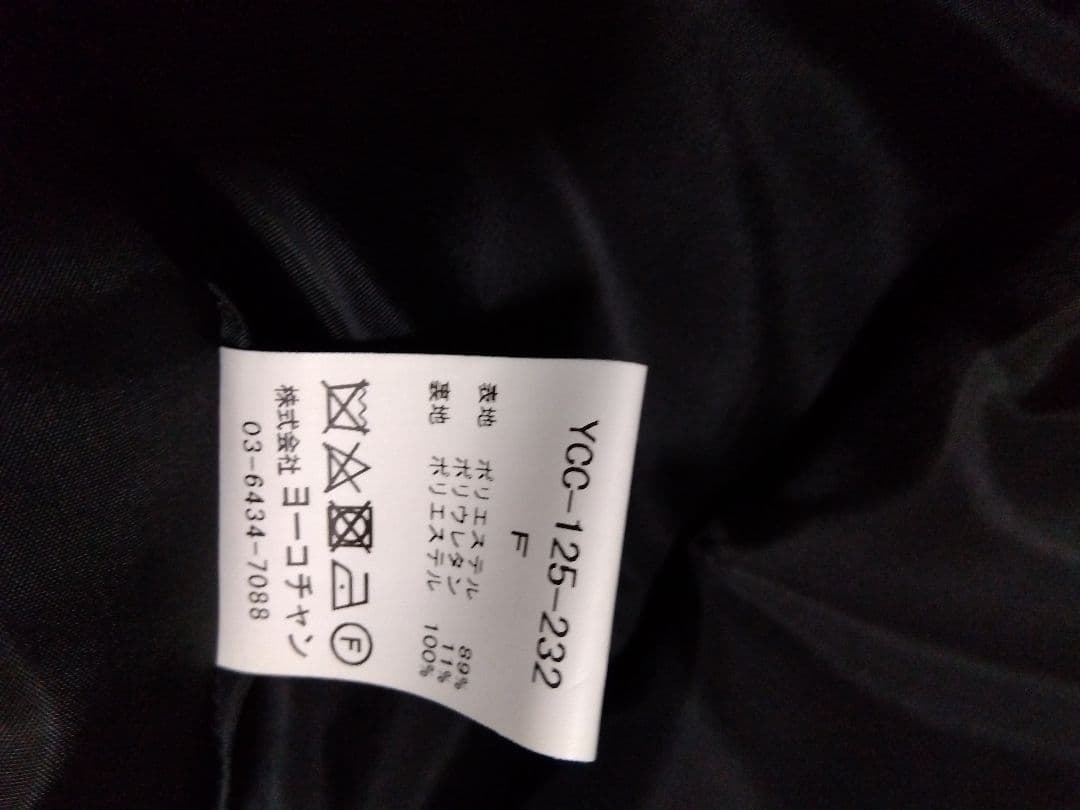 YCC-125-232
F
表地 ポリエステル 89%
ポリウレタン 11%
裏地 ポリエステル 100%
F
株式会社 ヨーコチャン
03-6434-7088